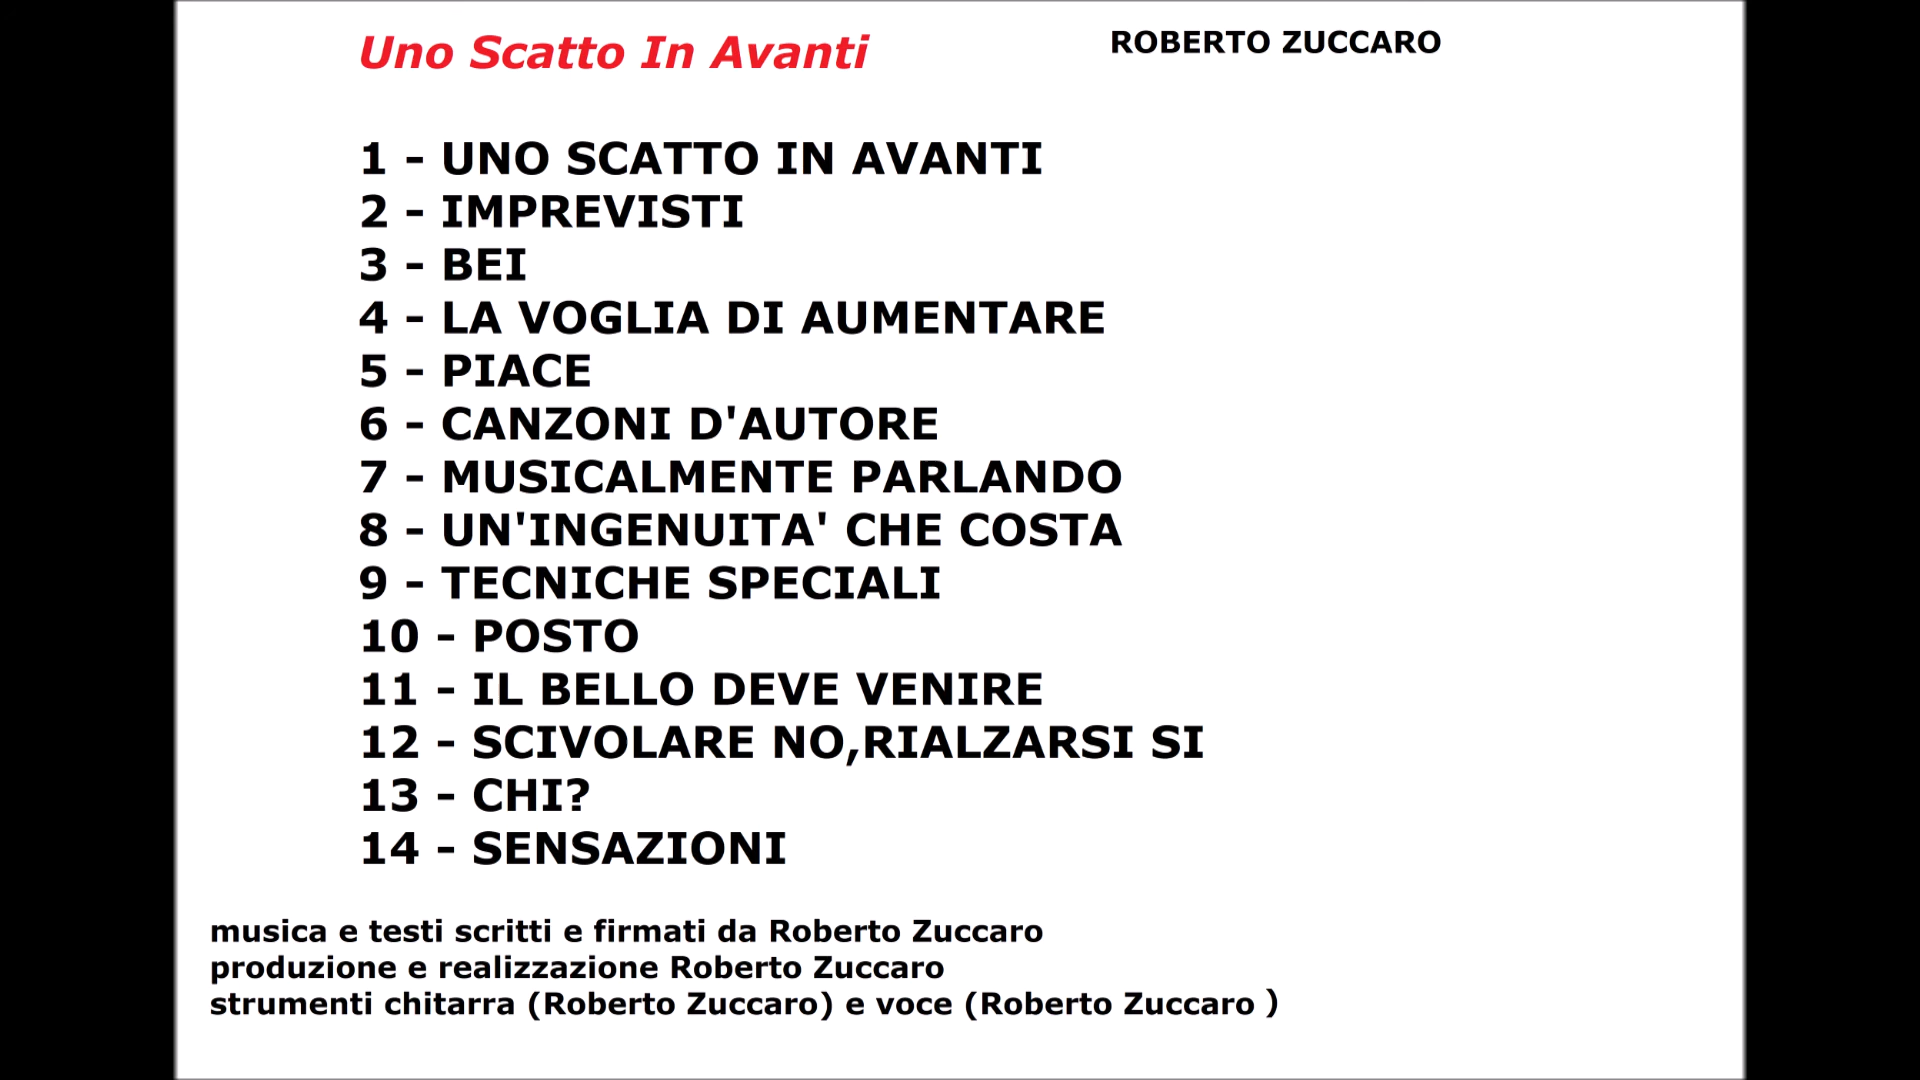 Uno Scatto In Avanti
ROBERTO ZUCCARO
1 - UNO SCATTO IN AVANTI
2 - IMPREVISTI
3 - BEI
4 - LA VOGLIA DI AUMENTARE
5 - PIACE
6 - CANZONI D'AUTORE
7 - MUSICALMENTE PARLANDO
8 - UN'INGENUITA' CHE COSTA
9 - TECNICHE SPECIALI
10 - POSTO
11 - IL BELLO DEVE VENIRE
12 - SCIVOLARE NO,RIALZARSI SI
13 - CHI?
14 - SENSAZIONI
musica e testi scritti e firmati da Roberto Zuccaro
produzione e realizzazione Roberto Zuccaro
strumenti chitarra (Roberto Zuccaro) e voce (Roberto Zuccaro )